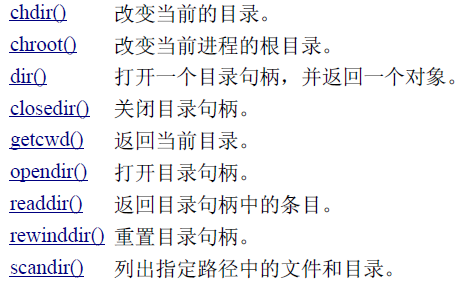 chdir() 改变当前的目录。
chroot() 改变当前进程的根目录。
dir() 打开一个目录句柄，并返回一个对象。
closedir() 关闭目录句柄。
getcwd() 返回当前目录。
opendir() 打开目录句柄。
readdir() 返回目录句柄中的条目。
rewinddir() 重置目录句柄。
scandir() 列出指定路径中的文件和目录。